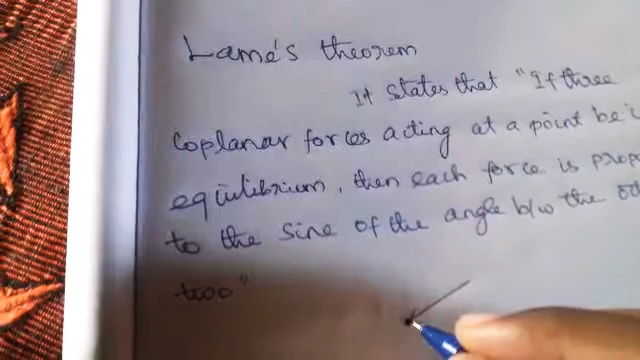 Lame's theorem
It states that "If three
Coplanar forces acting at a point be i
equilibrium, then each force is prop
to the sine of the angle b/w the
two"